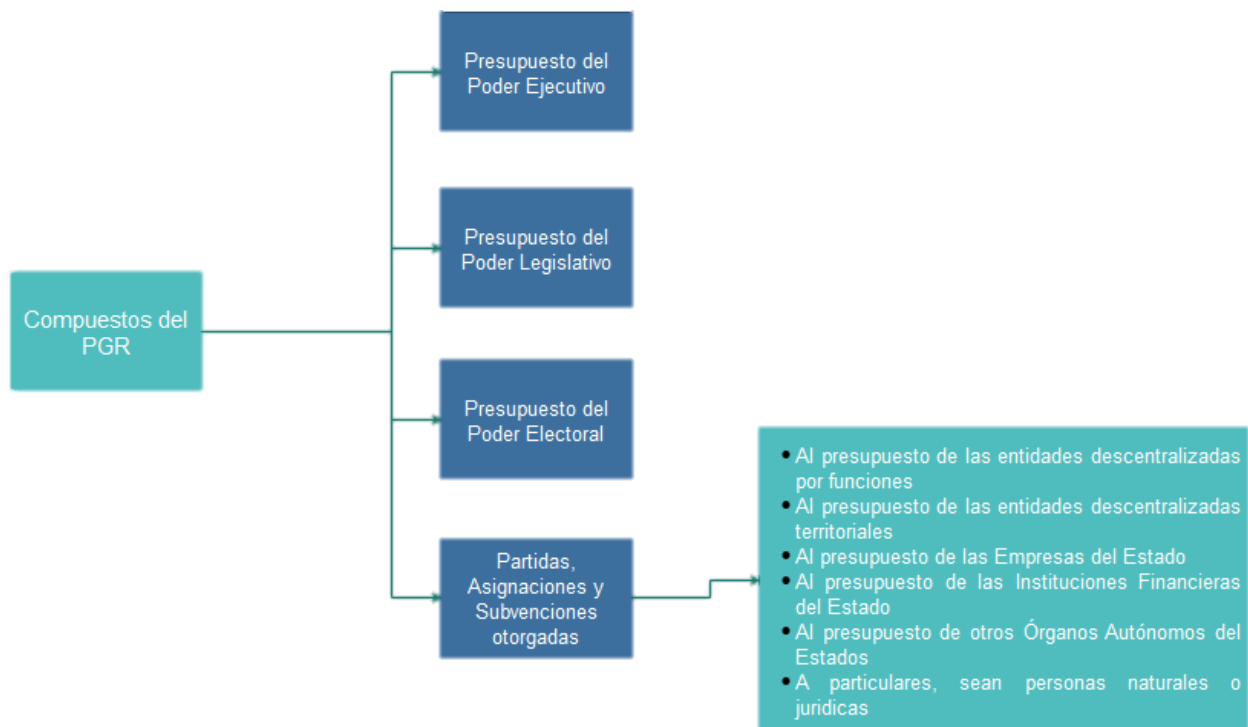 Presupuesto del
Poder Ejecutivo
Presupuesto del
Poder Legislativo
Compuestos del
PGR
Presupuesto del
Poder Electoral
Partidas,
Asignaciones y
Subvenciones
otorgadas
• Al presupuesto de las entidades descentralizadas
por funciones
• Al presupuesto de las entidades descentralizadas
territoriales
• Al presupuesto de las Empresas del Estado
• Al presupuesto de las Instituciones Financieras
del Estado
• Al presupuesto de otros Órganos Autónomos del
Estados
• A particulares, sean personas naturales o
juridicas